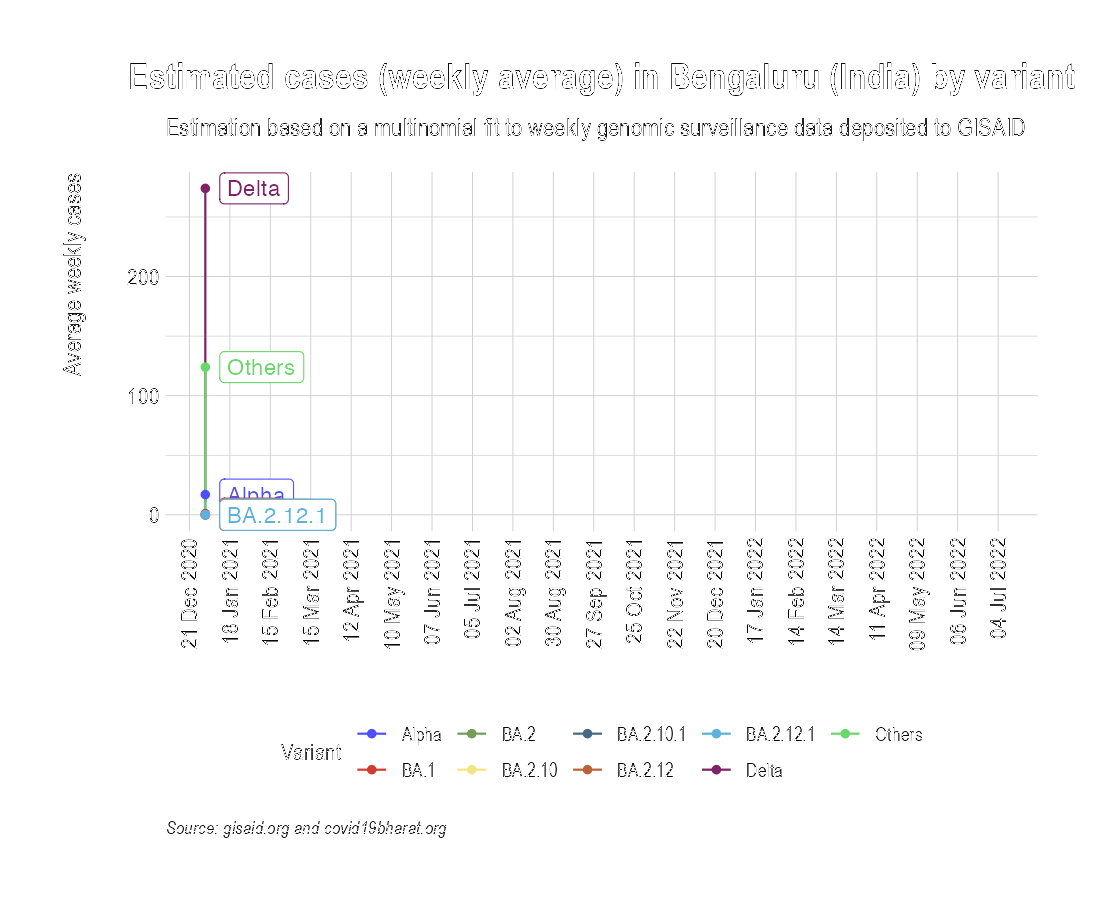 Estimated cases (weekly average) in Bengaluru (India) by variant
Estimation based on a multinomial fit to weekly genomic surveillance data deposited to GISAID
Average weekly cases
200
100
0
Delta
Others
Alpha
BA.2.12.1
21 Dec 2020
18 Jan 2021
15 Feb 2021
15 Mar 2021
12 Apr 2021
10 May 2021
07 Jun 2021
05 Jul 2021
02 Aug 2021
30 Aug 2021
27 Sep 2021
25 Oct 2021
22 Nov 2021
20 Dec 2021
17 Jan 2022
14 Feb 2022
14 Mar 2022
11 Apr 2022
09 May 2022
06 Jun 2022
04 Jul 2022
Variant
Alpha
BA.2
BA.2.10.1
BA.2.12.1
Others
BA.1
BA.2.10
BA.2.12
Delta
Source: gisaid.org and covid19bharat.org